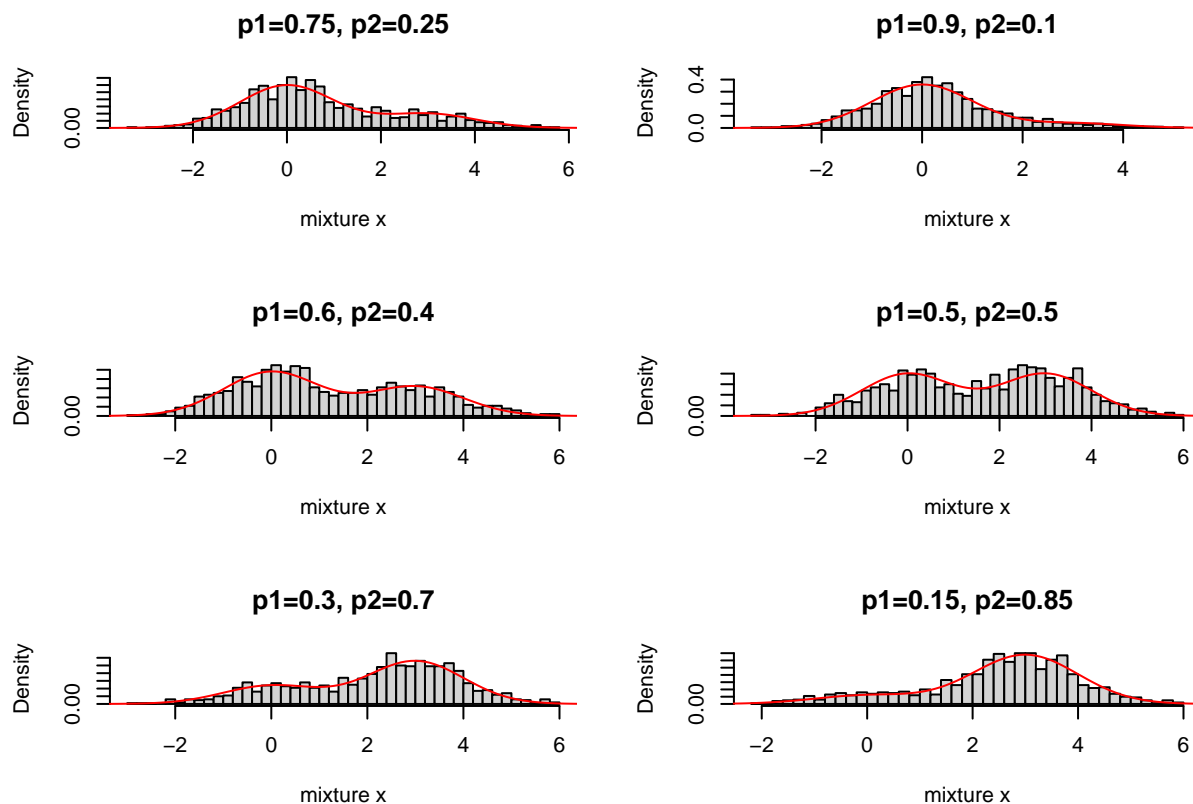 p1=0.75, p2=0.25
Density
0.00
−2 0 2 4 6
mixture x
p1=0.9, p2=0.1
Density
0.0 0.4
−2 0 2 4
mixture x
p1=0.6, p2=0.4
Density
0.00
−2 0 2 4 6
mixture x
p1=0.5, p2=0.5
Density
0.00
−2 0 2 4 6
mixture x
p1=0.3, p2=0.7
Density
0.00
−2 0 2 4 6
mixture x
p1=0.15, p2=0.85
Density
0.00
−2 0 2 4 6
mixture x